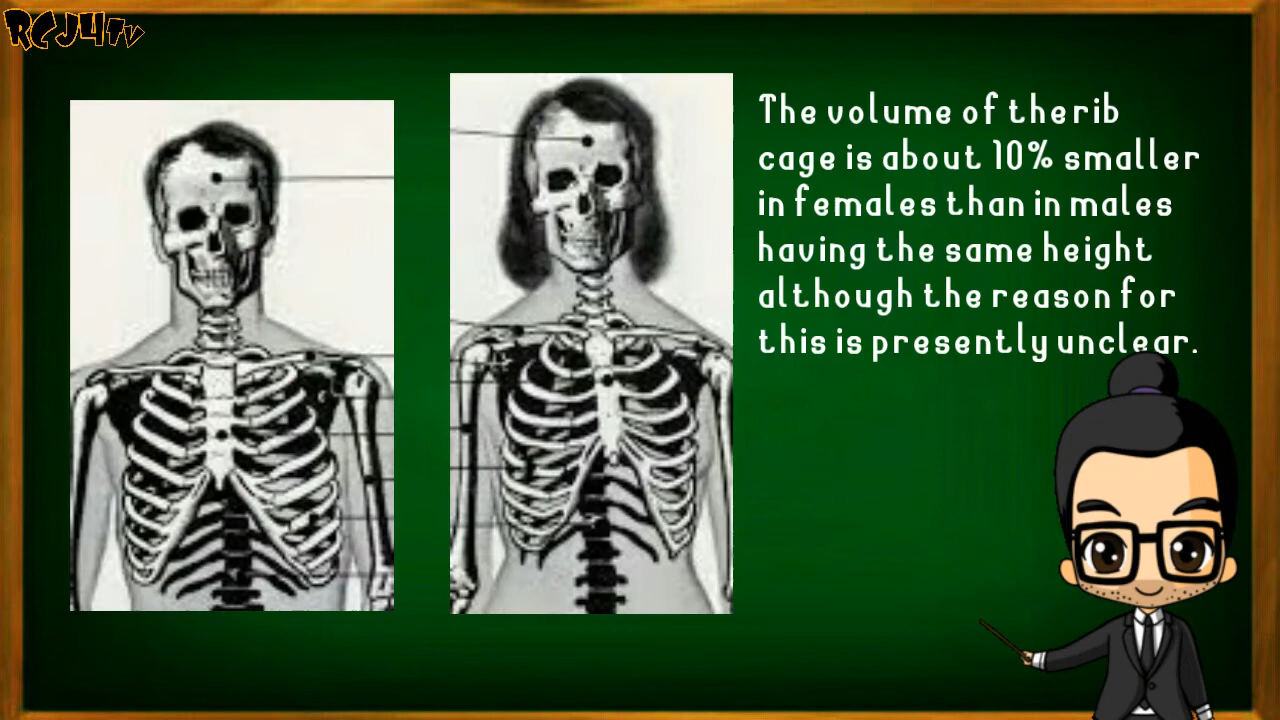 RCJ4TV
The volume of the rib
cage is about 10% smaller
in females than in males
having the same height
although the reason for
this is presently unclear.